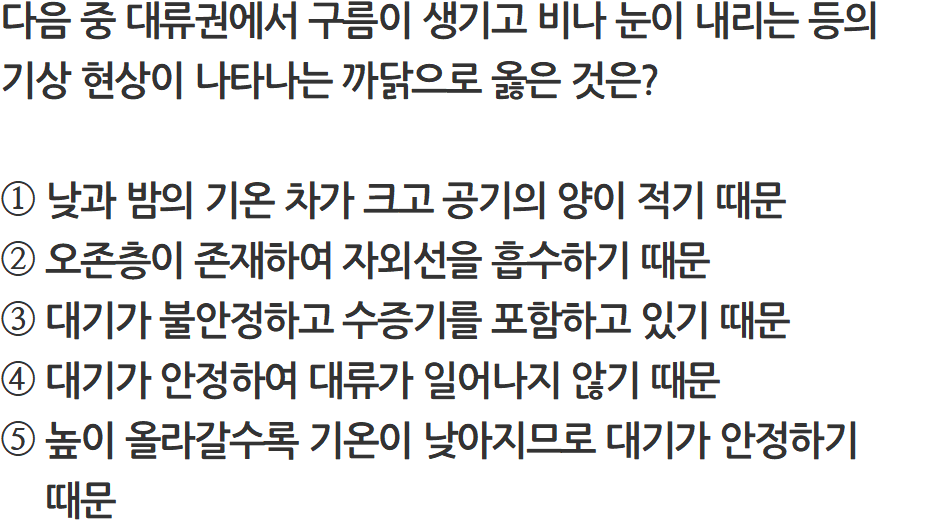 다음 중 대류권에서 구름이 생기고 비나 눈이 내리는 등의
기상 현상이 나타나는 까닭으로 옳은 것은?
① 낮과 밤의 기온 차가 크고 공기의 양이 적기 때문
② 오존층이 존재하여 자외선을 흡수하기 때문
③ 대기가 불안정하고 수증기를 포함하고 있기 때문
④ 대기가 안정하여 대류가 일어나지 않기 때문
⑤ 높이 올라갈수록 기온이 낮아지므로 대기가 안정하기
때문